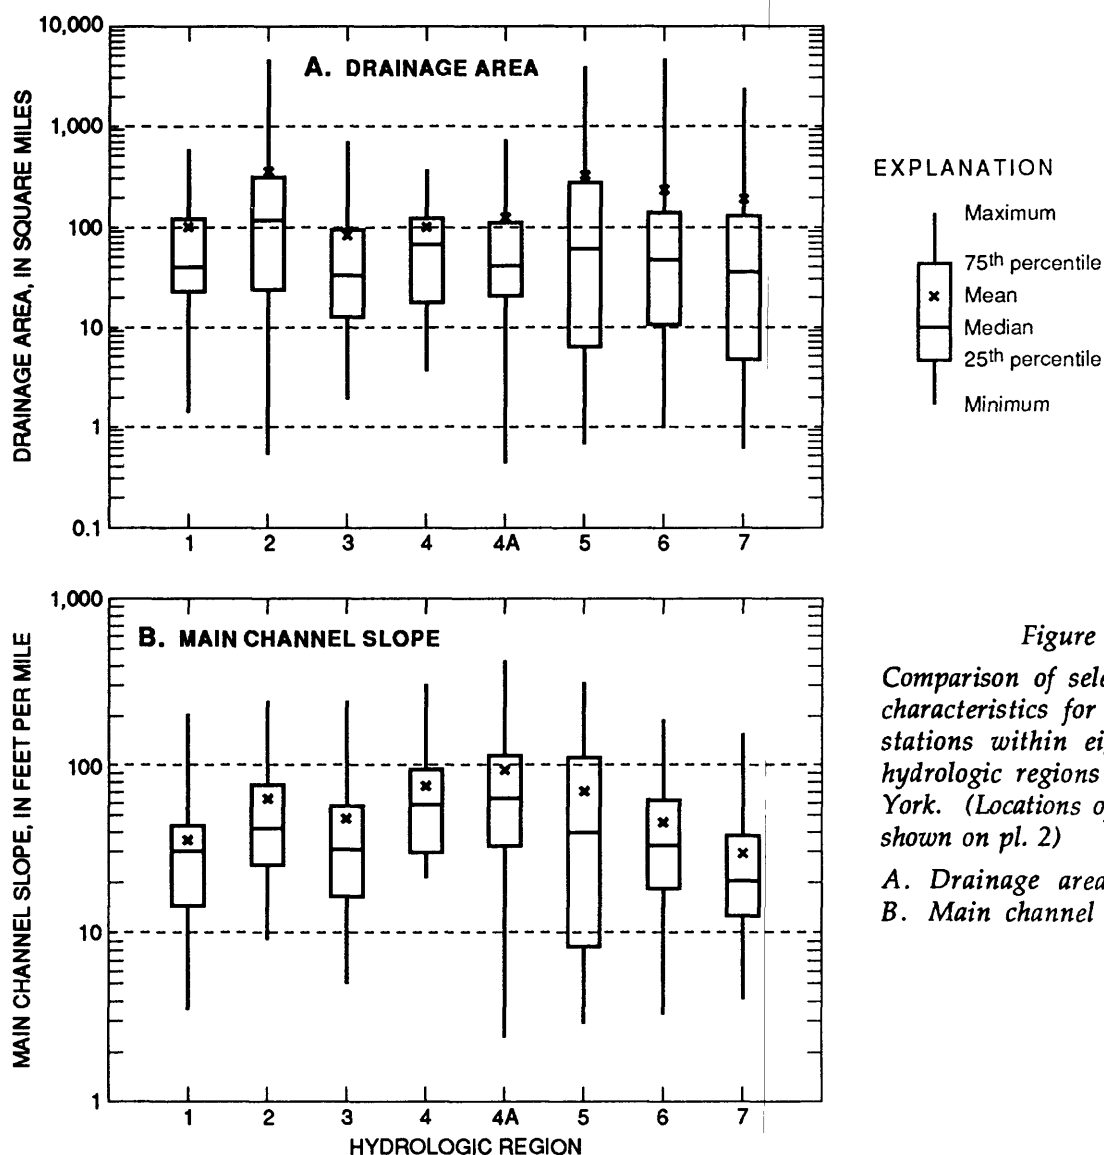 A. DRAINAGE AREA
DRAINAGE AREA, IN SQUARE MILES
10,000
1,000
100
10
1
0.1
1 2 3 4 4A 5 6 7
EXPLANATION
Maximum
75th percentile
Mean
Median
25th percentile
Minimum
B. MAIN CHANNEL SLOPE
MAIN CHANNEL SLOPE, IN FEET PER MILE
1,000
100
10
1
1 2 3 4 4A 5 6 7
HYDROLOGIC REGION
Figure
Comparison of sele
characteristics for
stations within ei
hydrologic regions
York. (Locations o
shown on pl. 2)
A. Drainage area
B. Main channel